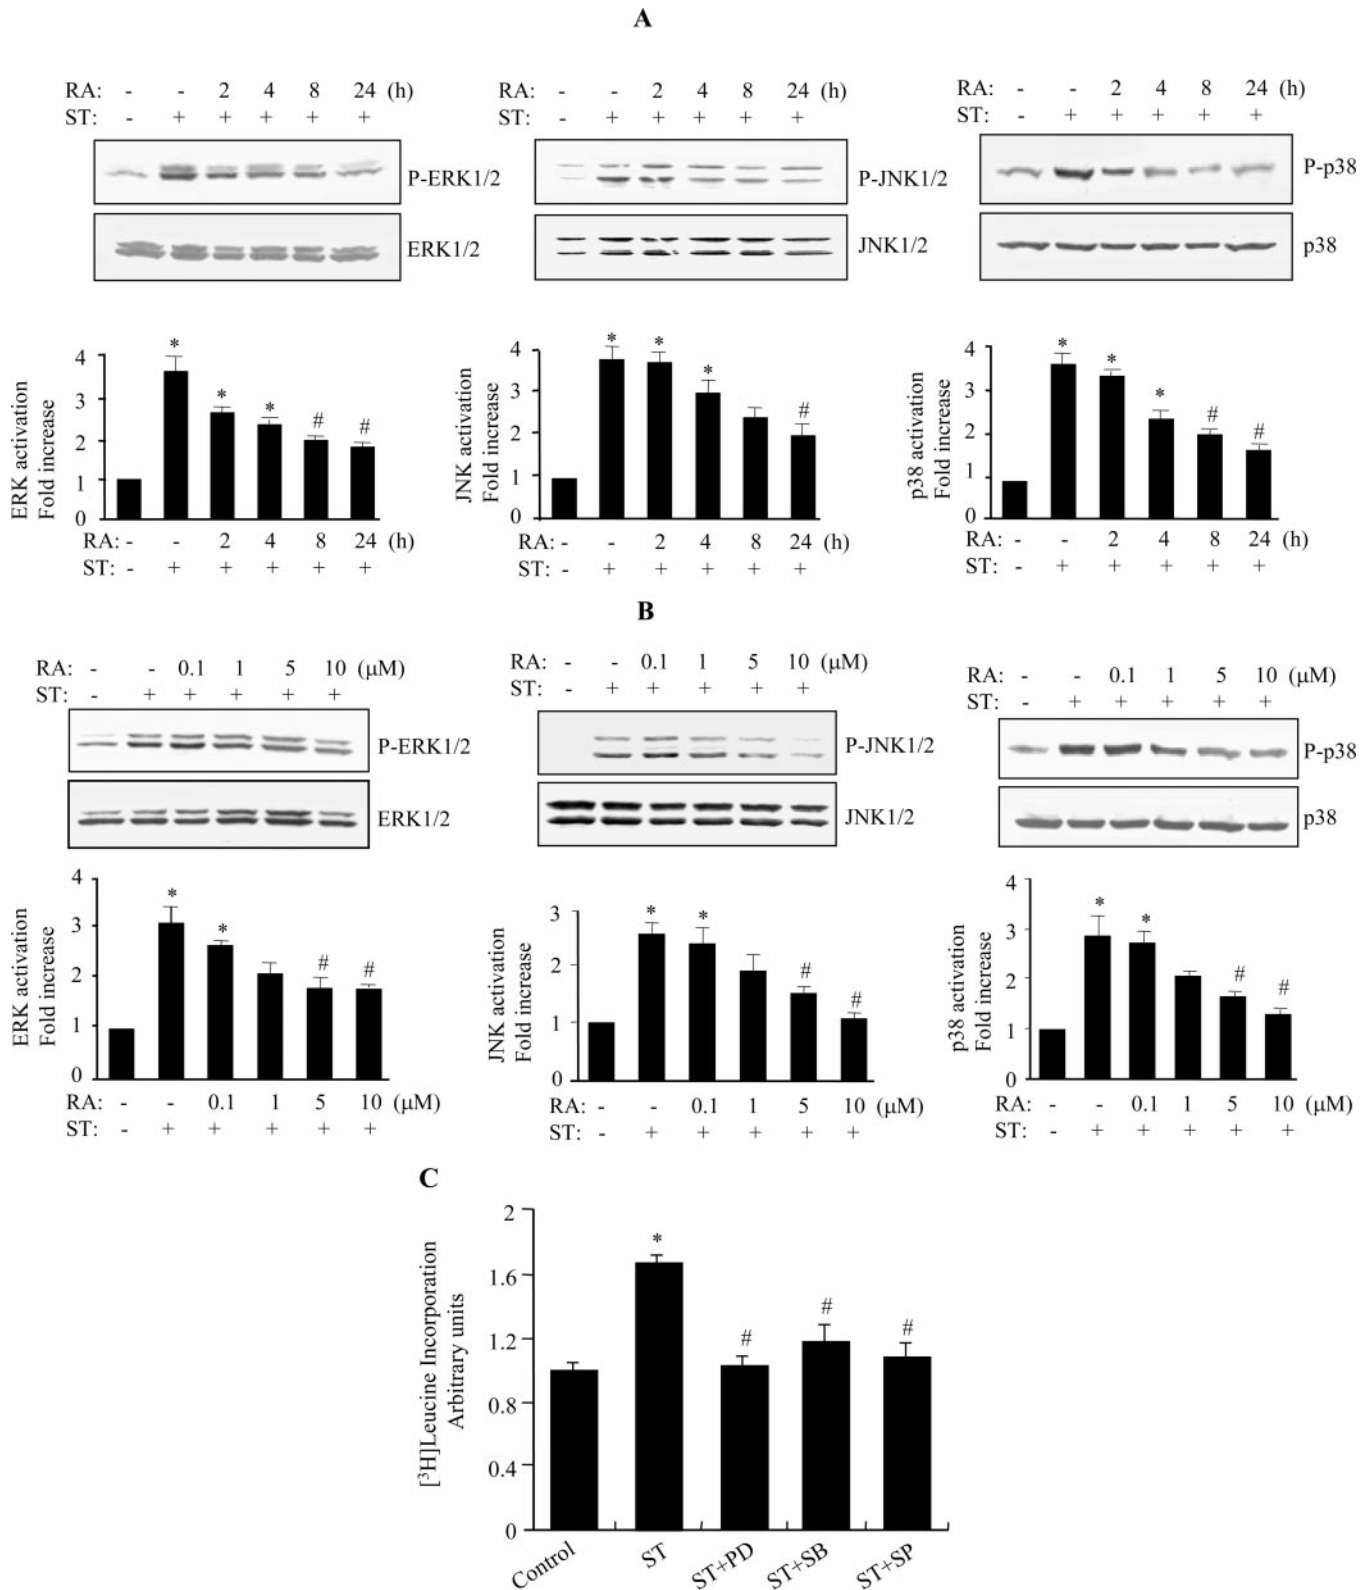 A
RA: - - 2 4 8 24 (h)
ST: - + + + + +
P-ERK1/2
ERK1/2
RA: - - 2 4 8 24 (h)
ST: - + + + + +
P-JNK1/2
JNK1/2
RA: - - 2 4 8 24 (h)
ST: - + + + + +
P-p38
p38
ERK activation
Fold increase
4
3
2
1
0
* * * # #
RA: - - 2 4 8 24 (h)
ST: - + + + + +
JNK activation
Fold increase
4
3
2
1
0
* * * #
RA: - - 2 4 8 24 (h)
ST: - + + + + +
p38 activation
Fold increase
4
3
2
1
0
* * * # #
RA: - - 2 4 8 24 (h)
ST: - + + + + +
B
RA: - - 0.1 1 5 10 (μM)
ST: - + + + + +
P-ERK1/2
ERK1/2
RA: - - 0.1 1 5 10 (μM)
ST: - + + + + +
P-JNK1/2
JNK1/2
RA: - - 0.1 1 5 10 (μM)
ST: - + + + + +
P-p38
p38
ERK activation
Fold increase
4
3
2
1
0
* * # #
RA: - - 0.1 1 5 10 (μM)
ST: - + + + + +
JNK activation
Fold increase
3
2
1
0
* * # #
RA: - - 0.1 1 5 10 (μM)
ST: - + + + + +
p38 activation
Fold increase
4
3
2
1
0
* * # #
RA: - - 0.1 1 5 10 (μM)
ST: - + + + + +
C
[³H]Leucine Incorporation
Arbitrary units
2
1.6
1.2
0.8
0.4
0
* # # #
Control ST ST+PD ST+SB ST+SP